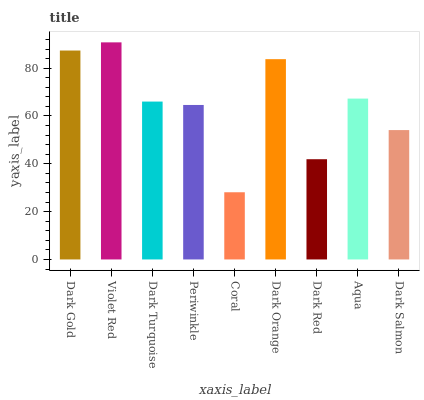 title
yaxis_label
80
60
40
20
0
Dark Gold
Violet Red
Dark Turquoise
Periwinkle
Coral
Dark Orange
Dark Red
Aqua
Dark Salmon
xaxis_label